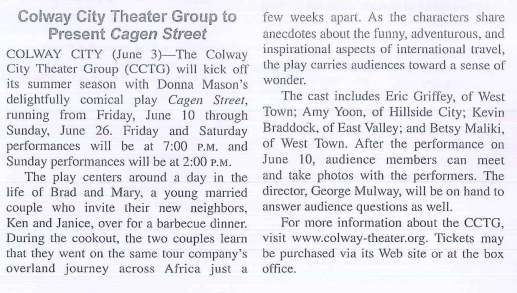 Colway City Theater Group to
Present Cagen Street
COLWAY CITY (June 3)—The Colway
City Theater Group (CCTG) will kick off
its summer season with Donna Mason's
delightfully comical play Cagen Street,
running from Friday, June 10 through
Sunday, June 26. Friday and Saturday
performances will be at 7:00 P.M. and
Sunday performances will be at 2:00 P.M.
The play centers around a day in the
life of Brad and Mary, a young married
couple who invite their new neighbors,
Ken and Janice, over for a barbecue dinner.
During the cookout, the two couples learn
that they went on the same tour company's
overland journey across Africa just a
few weeks apart. As the characters share
anecdotes about the funny, adventurous, and
inspirational aspects of international travel,
the play carries audiences toward a sense of
wonder.
The cast includes Eric Griffey, of West
Town; Amy Yoon, of Hillside City; Kevin
Braddock, of East Valley; and Betsy Maliki,
of West Town. After the performance on
June 10, audience members can meet
and take photos with the performers. The
director, George Mulway, will be on hand to
answer audience questions as well.
For more information about the CCTG,
visit www.colway-theater.org. Tickets may
be purchased via its Web site or at the box
office.